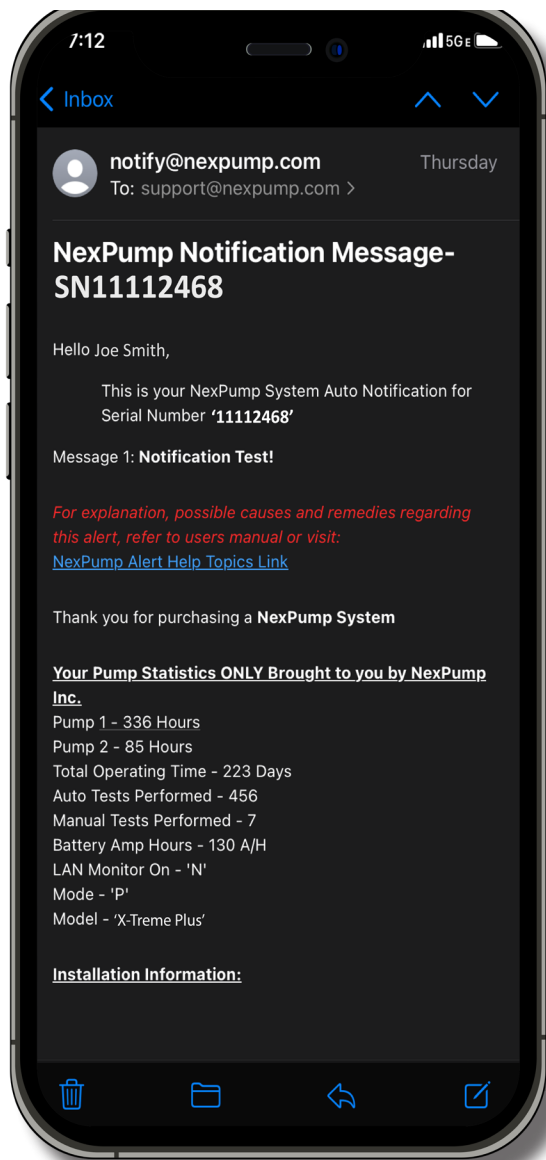 7:12
5GE
Inbox
notify@nexpump.com
Thursday
To: support@nexpump.com >
NexPump Notification Message-
SN11112468
Hello Joe Smith,
This is your NexPump System Auto Notification for
Serial Number ‘11112468’
Message 1: Notification Test!
For explanation, possible causes and remedies regarding
this alert, refer to users manual or visit:
NexPump Alert Help Topics Link
Thank you for purchasing a NexPump System
Your Pump Statistics ONLY Brought to you by NexPump
Inc.
Pump 1 - 336 Hours
Pump 2 - 85 Hours
Total Operating Time - 223 Days
Auto Tests Performed - 456
Manual Tests Performed - 7
Battery Amp Hours - 130 A/H
LAN Monitor On - 'N'
Mode - 'P'
Model - ‘X-Treme Plus’
Installation Information: